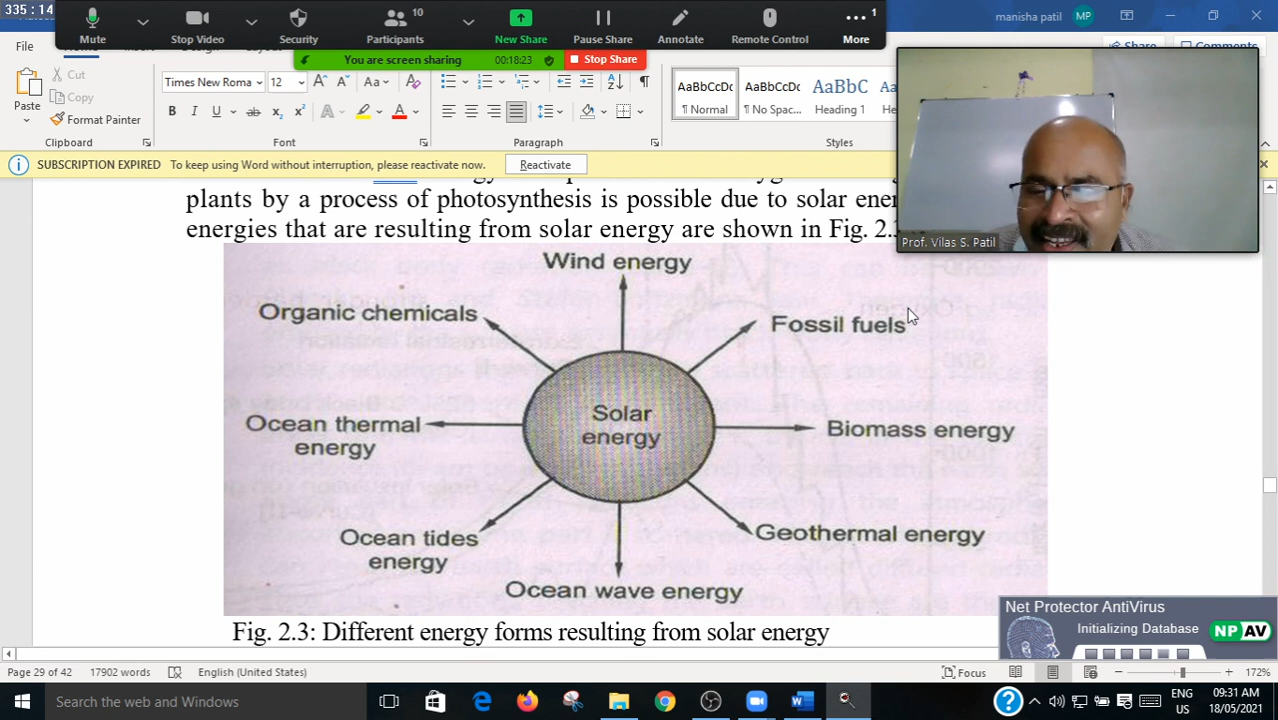 335 : 14
Mute
Stop Video
Security
10
Participants
New Share
Pause Share
Annotate
Remote Control
1
More
manisha patil
MP
You are screen sharing
00:18:23
Stop Share
File
Share
Comments
Paste
Cut
Copy
Format Painter
Clipboard
Times New Roma
12
Aa
B I U ab x₂ x²
Font
Paragraph
AaBbCcDc
¶ Normal
AaBbCcDc
¶ No Spac...
AaBbC
Heading 1
Styles
SUBSCRIPTION EXPIRED To keep using Word without interruption, please reactivate now.
Reactivate
Prof. Vilas S. Patil
plants by a process of photosynthesis is possible due to solar
energies that are resulting from solar energy are shown in Fig.
Wind energy
Organic chemicals
Fossil fuels
Solar
energy
Ocean thermal
energy
Biomass energy
Ocean tides
energy
Geothermal energy
Ocean wave energy
Fig. 2.3: Different energy forms resulting from solar energy
Net Protector AntiVirus
Initializing Database
NP AV
Page 29 of 42
17902 words
English (United States)
Focus
172%
Search the web and Windows
ENG
US
09:31 AM
18/05/2021